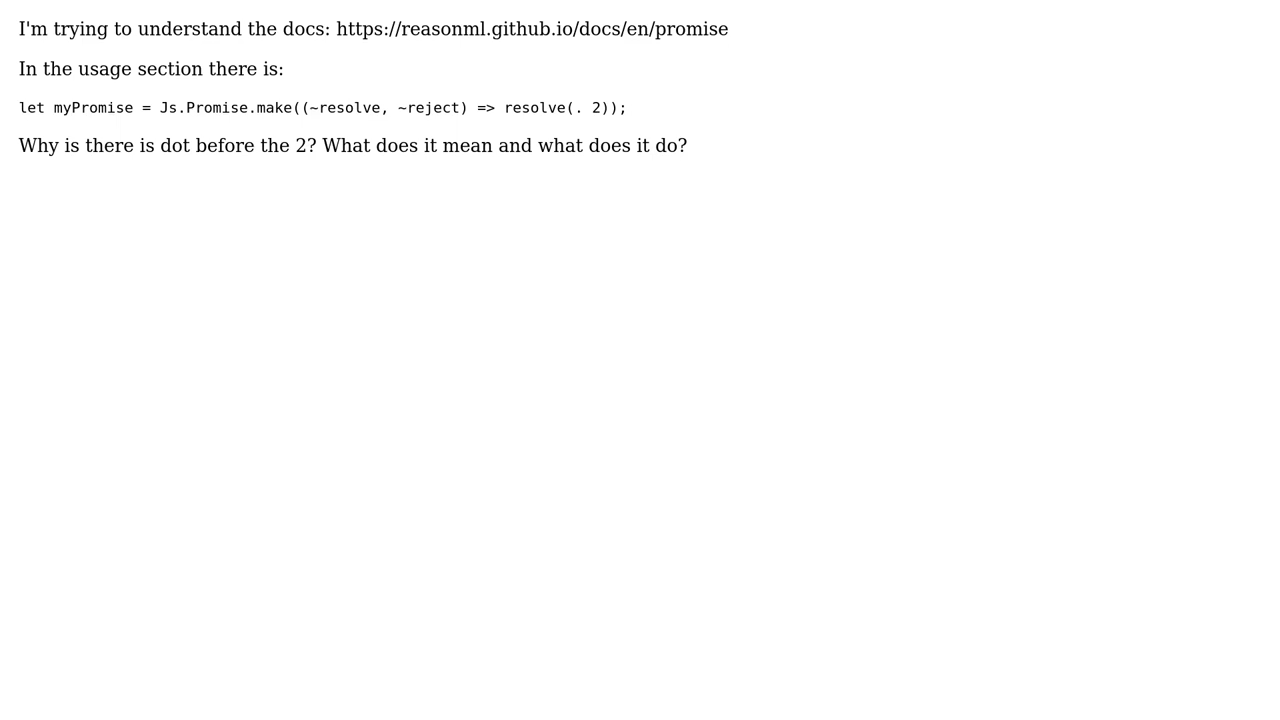 I'm trying to understand the docs: https://reasonml.github.io/docs/en/promise
In the usage section there is:
let myPromise = Js.Promise.make((~resolve, ~reject) => resolve(. 2));
Why is there is dot before the 2? What does it mean and what does it do?